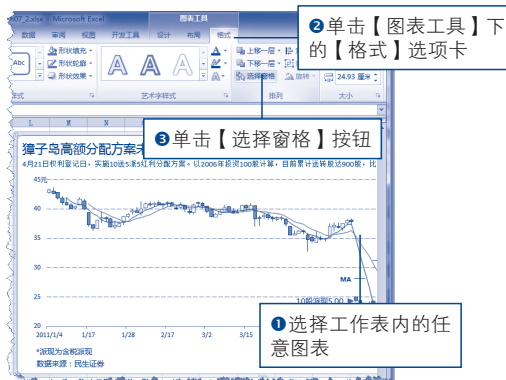 07_2.xlsx - Microsoft Excel
图表工具
数据 审阅 视图 开发工具 设计 布局 格式
❷单击【图表工具】下
的【格式】选项卡
Abc
形状填充
形状轮廓
形状效果
上移一层
下移一层
选择窗格
旋转
24.93 厘米
样式 艺术字样式 排列 大小
L M N
❸单击【选择窗格】按钮
獐子岛高额分配方案
4月21日权利登记日，实施10送5派5红利分配方案。以2006年投资100股计算，目前累计送转股达900股，比
45元
40
35
30
25
20
MA
10股派现5.00
2011/1/4 1/17 1/28 2/17 3/2 3/15
❶选择工作表内的任
意图表
*派现为含税派现
数据来源：民生证券